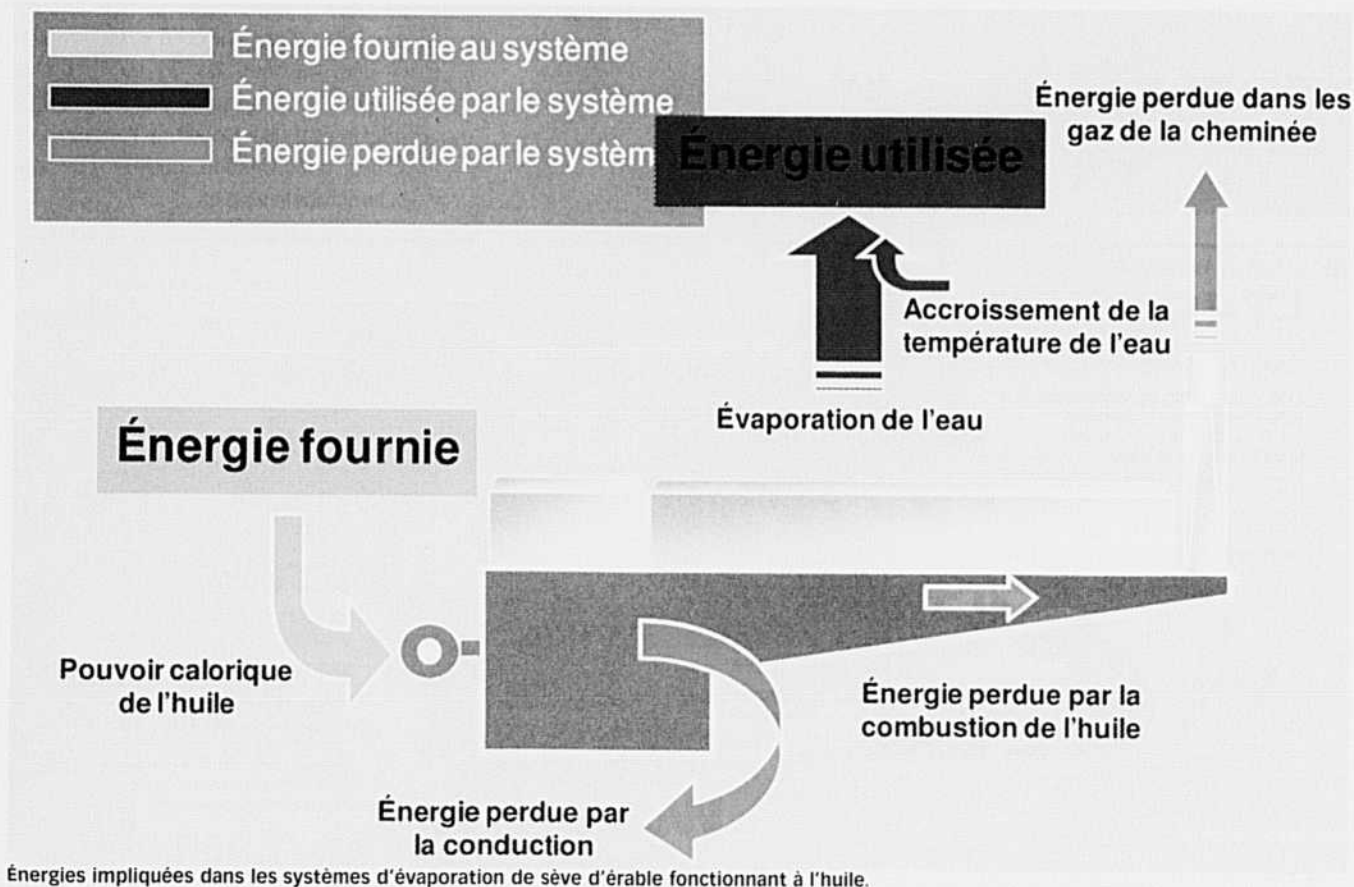 Énergie fournie au système
Énergie utilisée par le système
Énergie perdue par le systèm
Énergie utilisée
Énergie perdue dans les
gaz de la cheminée
Accroissement de la
température de l'eau
Évaporation de l'eau
Énergie fournie
Pouvoir calorique
de l'huile
Énergie perdue par la
combustion de l'huile
Énergie perdue par
la conduction
Énergies impliquées dans les systèmes d'évaporation de sève d'érable fonctionnant à l'huile.